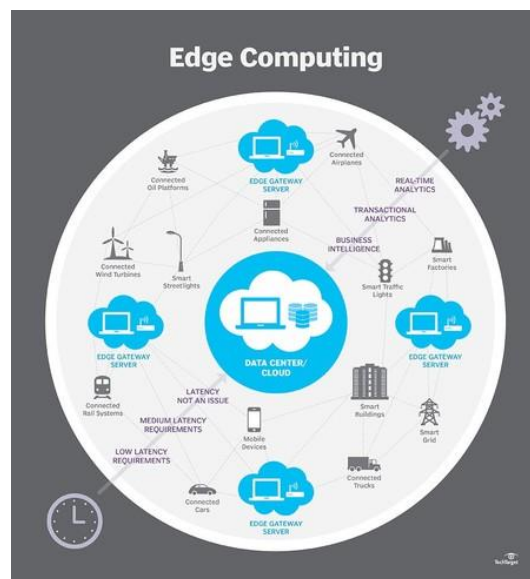 Edge Computing
Connected
Oil Platforms
EDGE GATEWAY
SERVER
Connected
Airplanes
REAL-TIME
ANALYTICS
TRANSACTIONAL
ANALYTICS
BUSINESS
INTELLIGENCE
Connected
Appliances
Connected
Wind Turbines
Smart
Streetlights
Smart Traffic
Lights
Smart
Factories
EDGE GATEWAY
SERVER
DATA CENTER/
CLOUD
EDGE GATEWAY
SERVER
Connected
Rail Systems
LATENCY
NOT AN ISSUE
MEDIUM LATENCY
REQUIREMENTS
LOW LATENCY
REQUIREMENTS
Mobile
Devices
Smart
Buildings
Smart
Grid
Connected
Cars
EDGE GATEWAY
SERVER
Connected
Trucks
TechTarget